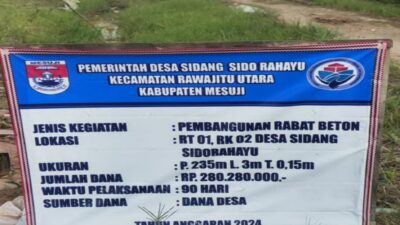 MESUJI
PEMERINTAH DESA SIDANG SIDO RAHAYU
KECAMATAN RAWAJITU UTARA
KABUPATEN MESUJI
JENIS KEGIATAN : PEMBANGUNAN RABAT BETON
LOKASI : RT 01, RK 02 DESA SIDANG
SIDORAHAYU
UKURAN : P. 235m L. 3m T. 0,15m
JUMLAH DANA : RP. 280.280.000,-
WAKTU PELAKSANAAN : 90 HARI
SUMBER DANA : DANA DESA
TAHUN ANGGARAN 2024